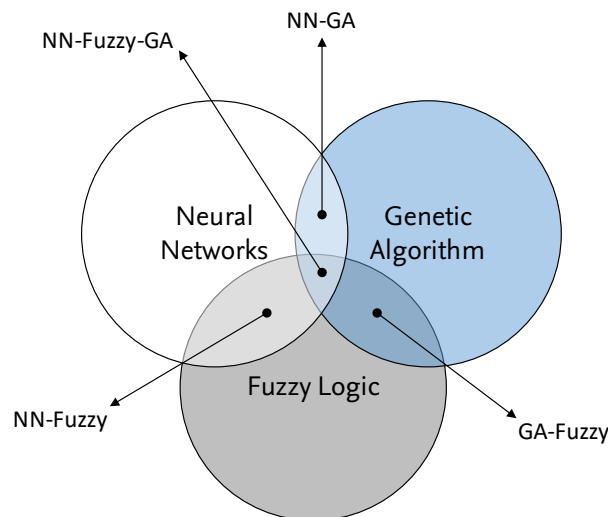 NN-GA
NN-Fuzzy-GA
Neural
Networks
Genetic
Algorithm
Fuzzy Logic
NN-Fuzzy
GA-Fuzzy